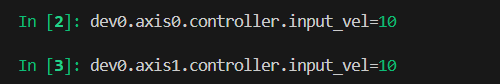 In [2]: dev0.axis0.controller.input_vel=10
In [3]: dev0.axis1.controller.input_vel=10